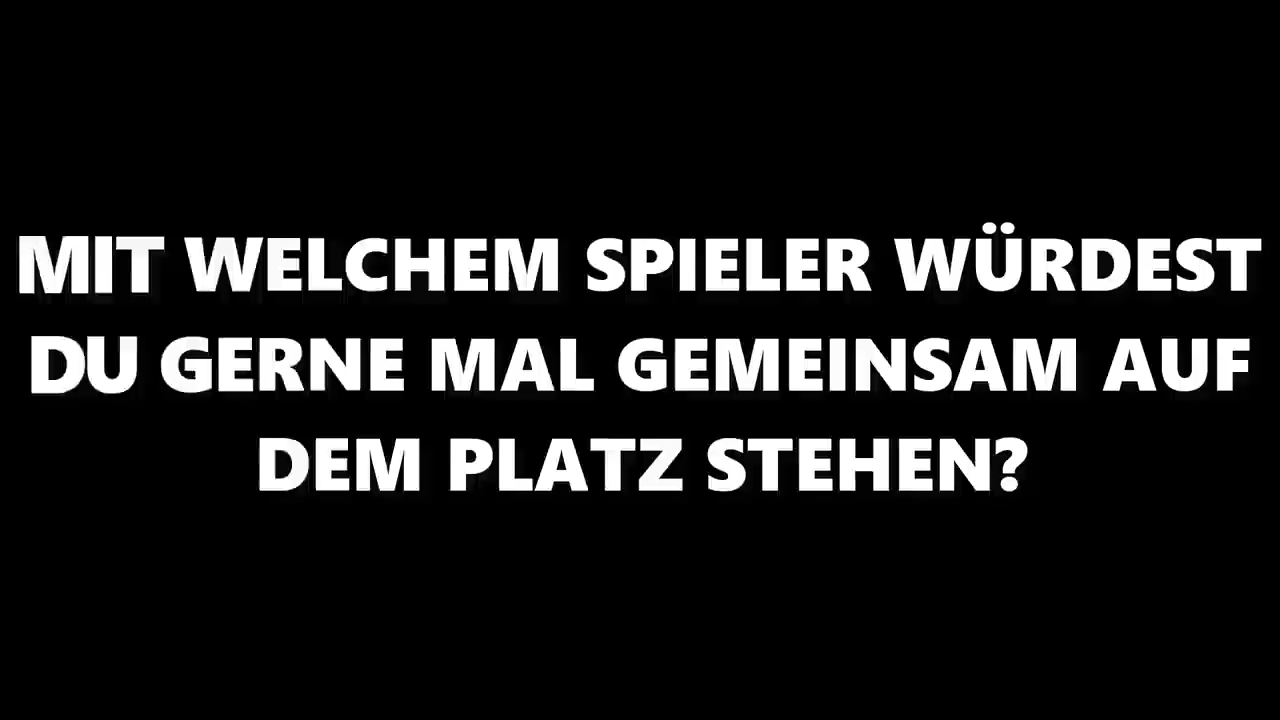 MIT WELCHEM SPIELER WÜRDEST
DU GERNE MAL GEMEINSAM AUF
DEM PLATZ STEHEN?